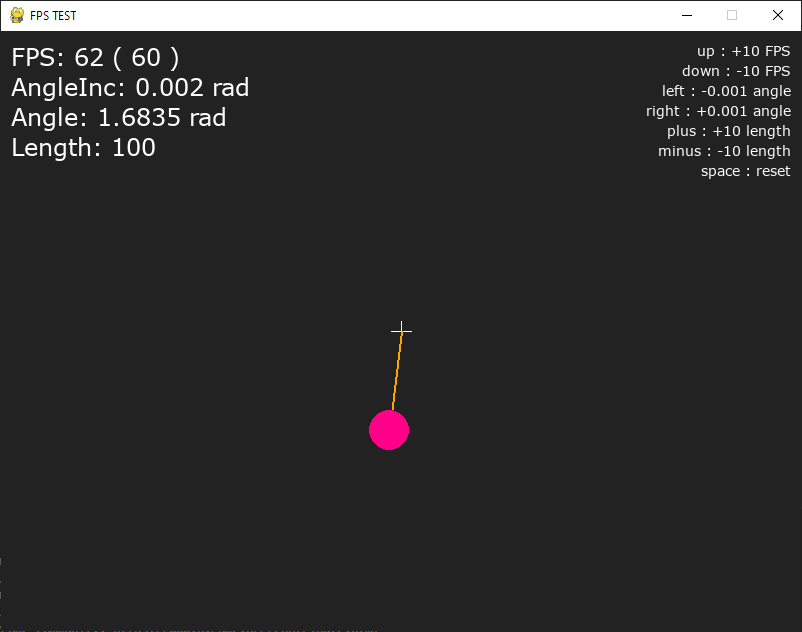 FPS TEST
FPS: 62 ( 60 )
AngleInc: 0.002 rad
Angle: 1.6835 rad
Length: 100
up : +10 FPS
down : -10 FPS
left : -0.001 angle
right : +0.001 angle
plus : +10 length
minus : -10 length
space : reset